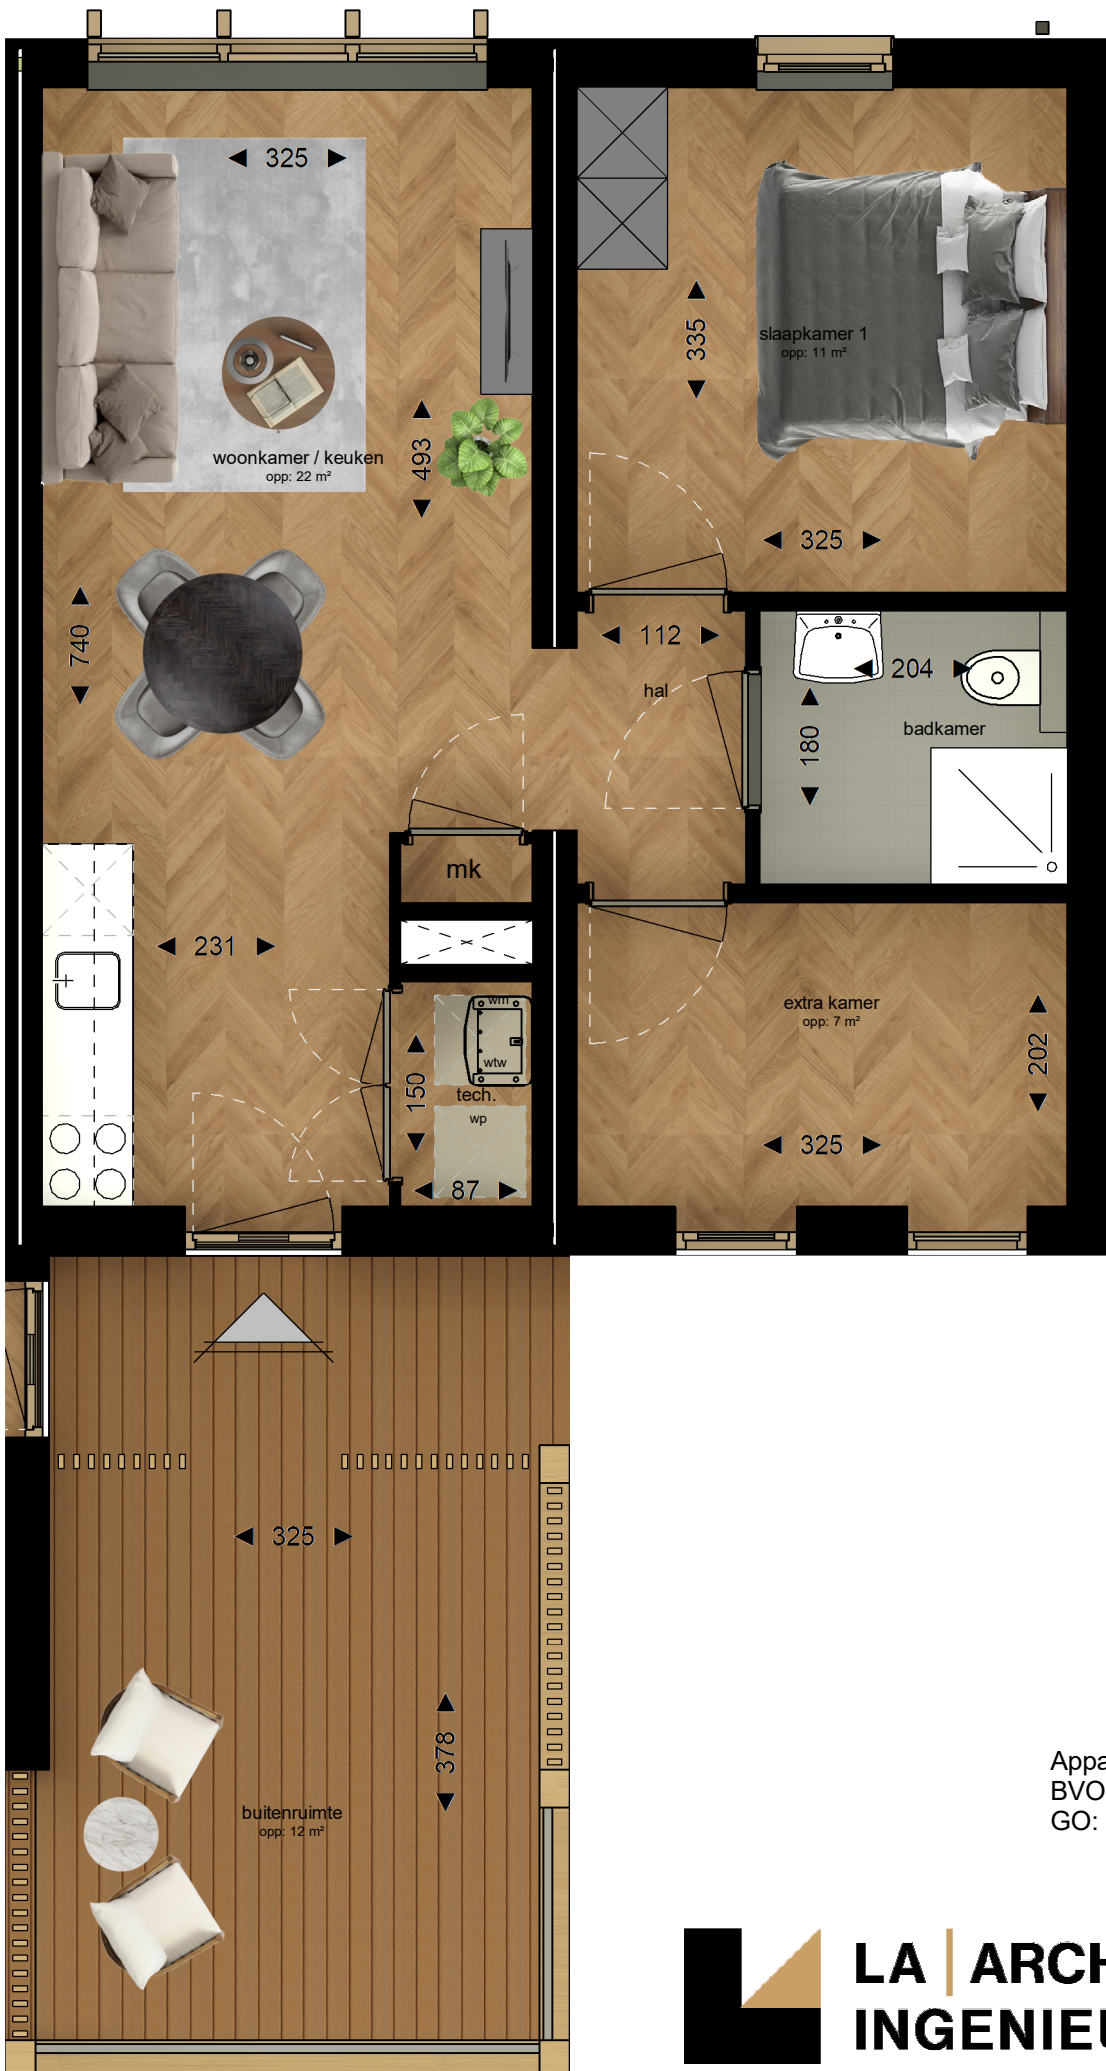 325
woonkamer / keuken
opp: 22 m²
493
740
335
slaapkamer 1
opp: 11 m²
325
112
hal
204
180
badkamer
mk
231
wm
wtw
150
tech.
wp
87
extra kamer
opp: 7 m²
202
325
325
378
buitenruimte
opp: 12 m²
BVO
GO:
LA | ARCH
INGENIEU